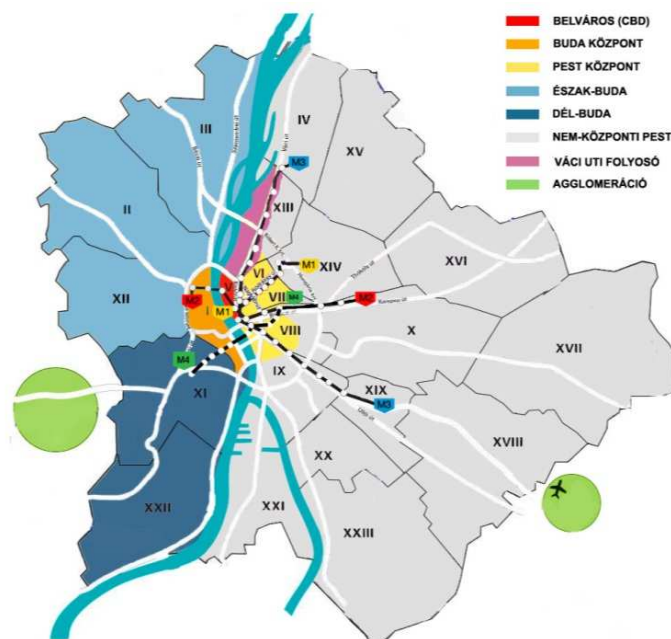 BELVÁROS (CBD)
BUDA KÖZPONT
PEST KÖZPONT
ÉSZAK-BUDA
DÉL-BUDA
NEM-KÖZPONTI PEST
VÁCI UTI FOLYOSÓ
AGGLOMERÁCIÓ
III
IV
XV
M3
II
XIII
VI
M1
XIV
XVI
XII
V
M2
I
M1
VII
M4
M2
X
XVII
VIII
M4
IX
XI
XIX
M3
XVIII
XX
XXII
XXI
XXIII